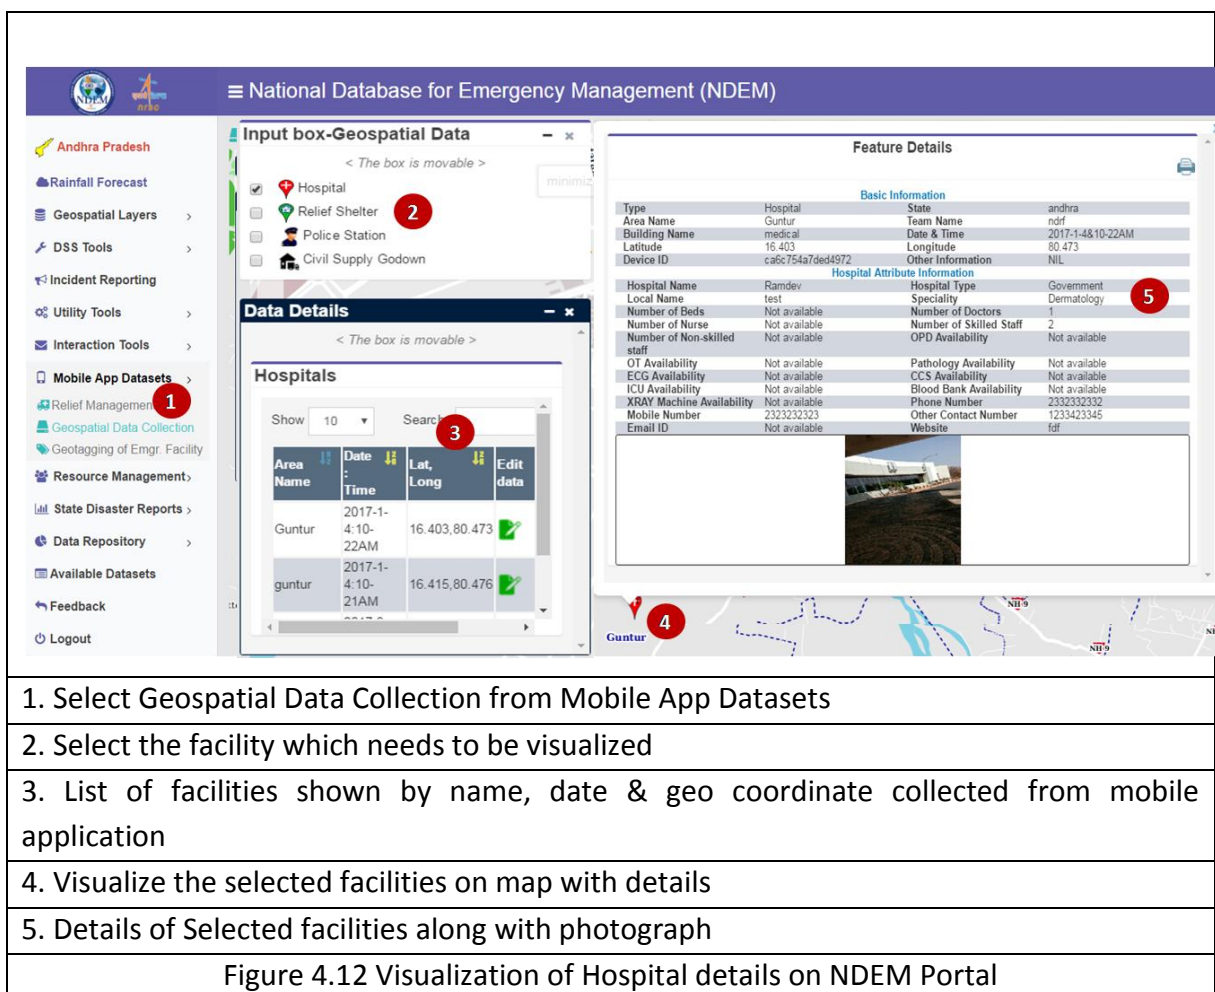 NDEM
nrsc
≡ National Database for Emergency Management (NDEM)
Andhra Pradesh
Rainfall Forecast
Geospatial Layers >
DSS Tools >
Incident Reporting
Utility Tools >
Interaction Tools >
Mobile App Datasets >
Relief Management
1
Geospatial Data Collection
Geotagging of Emgr. Facility
Resource Management>
State Disaster Reports >
Data Repository >
Available Datasets
Feedback
Logout
Input box-Geospatial Data − ×
< The box is movable >
minimiz
Hospital
Relief Shelter
2
Police Station
Civil Supply Godown
Data Details − ×
< The box is movable >
Hospitals
Show 10 Search
3
Area Name Date : Time Lat, Long Edit data
Guntur 2017-1-4:10-22AM 16.403,80.473
guntur 2017-1-4:10-21AM 16.415,80.476
Feature Details
Basic Information
Type Hospital State andhra
Area Name Guntur Team Name ndrf
Building Name medical Date & Time 2017-1-4&10-22AM
Latitude 16.403 Longitude 80.473
Device ID ca6c754a7ded4972 Other Information NIL
Hospital Attribute Information
Hospital Name Ramdev Hospital Type Government
5
Local Name test Speciality Dermatology
Number of Beds Not available Number of Doctors 1
Number of Nurse Not available Number of Skilled Staff 2
Number of Non-skilled staff Not available OPD Availability Not available
OT Availability Not available Pathology Availability Not available
ECG Availability Not available CCS Availability Not available
ICU Availability Not available Blood Bank Availability Not available
XRAY Machine Availability Not available Phone Number 2332332332
Mobile Number 2323232323 Other Contact Number 1233423345
Email ID Not available Website fdf
4
Guntur
NH-9
NH-9
1. Select Geospatial Data Collection from Mobile App Datasets
2. Select the facility which needs to be visualized
3. List of facilities shown by name, date & geo coordinate collected from mobile
application
4. Visualize the selected facilities on map with details
5. Details of Selected facilities along with photograph
Figure 4.12 Visualization of Hospital details on NDEM Portal